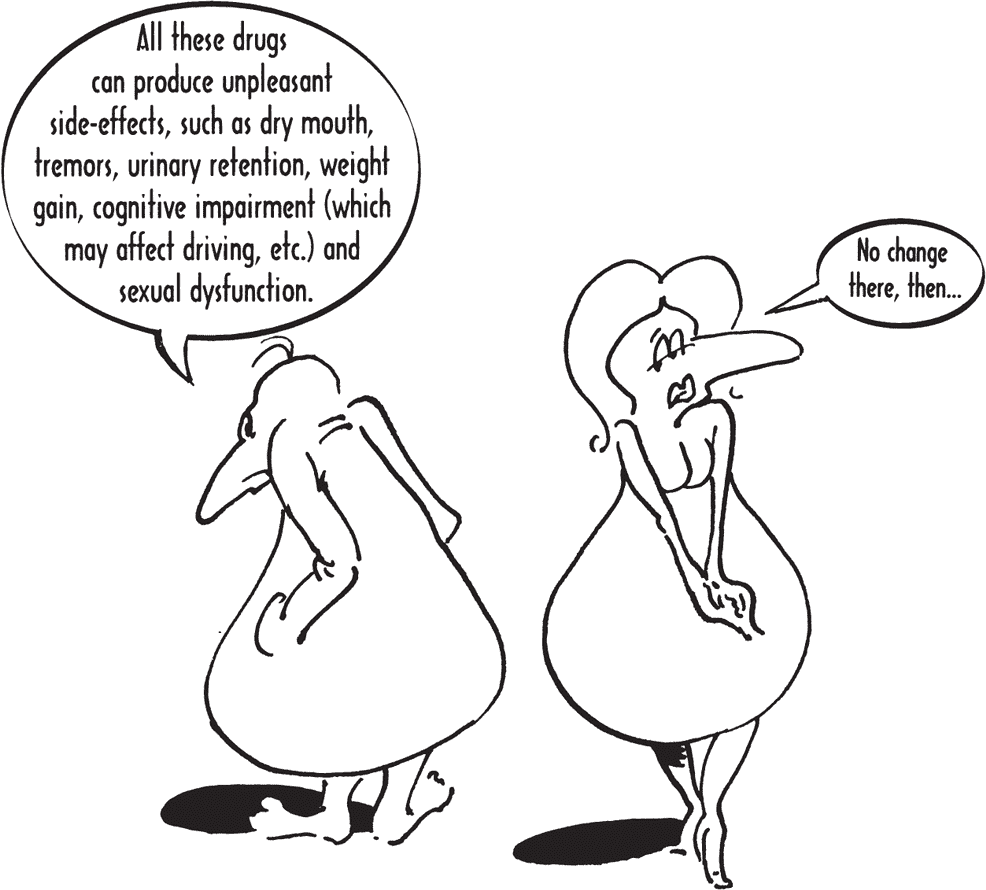 All these drugs
can produce unpleasant
side-effects, such as dry mouth,
tremors, urinary retention, weight
gain, cognitive impairment (which
may affect driving, etc.) and
sexual dysfunction.
No change
there, then...